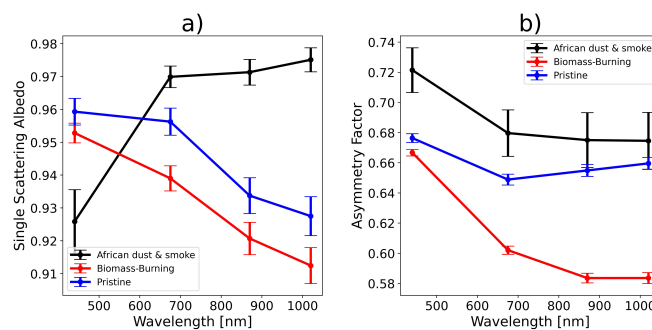 a)
Single Scattering Albedo
0.98
0.97
0.96
0.95
0.94
0.93
0.92
0.91
African dust & smoke
Biomass-Burning
Pristine
500 600 700 800 900 1000
Wavelength [nm]
b)
Asymmetry Factor
0.74
0.72
0.70
0.68
0.66
0.64
0.62
0.60
0.58
African dust & smoke
Biomass-Burning
Pristine
500 600 700 800 900 1000
Wavelength [nm]